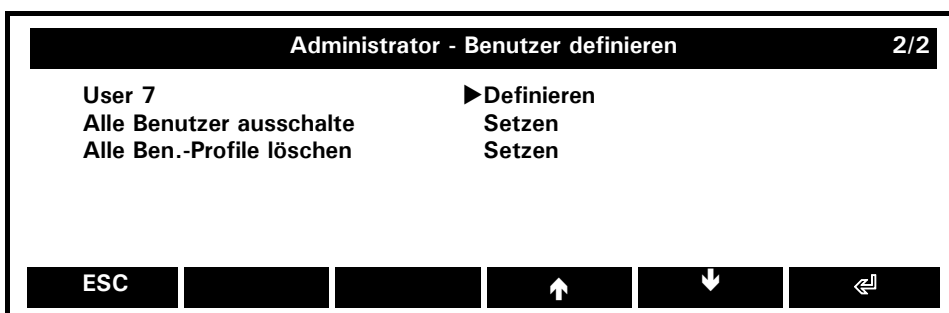 Administrator - Benutzer definieren 2/2
User 7 ▶Definieren
Alle Benutzer ausschalte Setzen
Alle Ben.-Profile löschen Setzen
ESC ↑ ↓ ↵